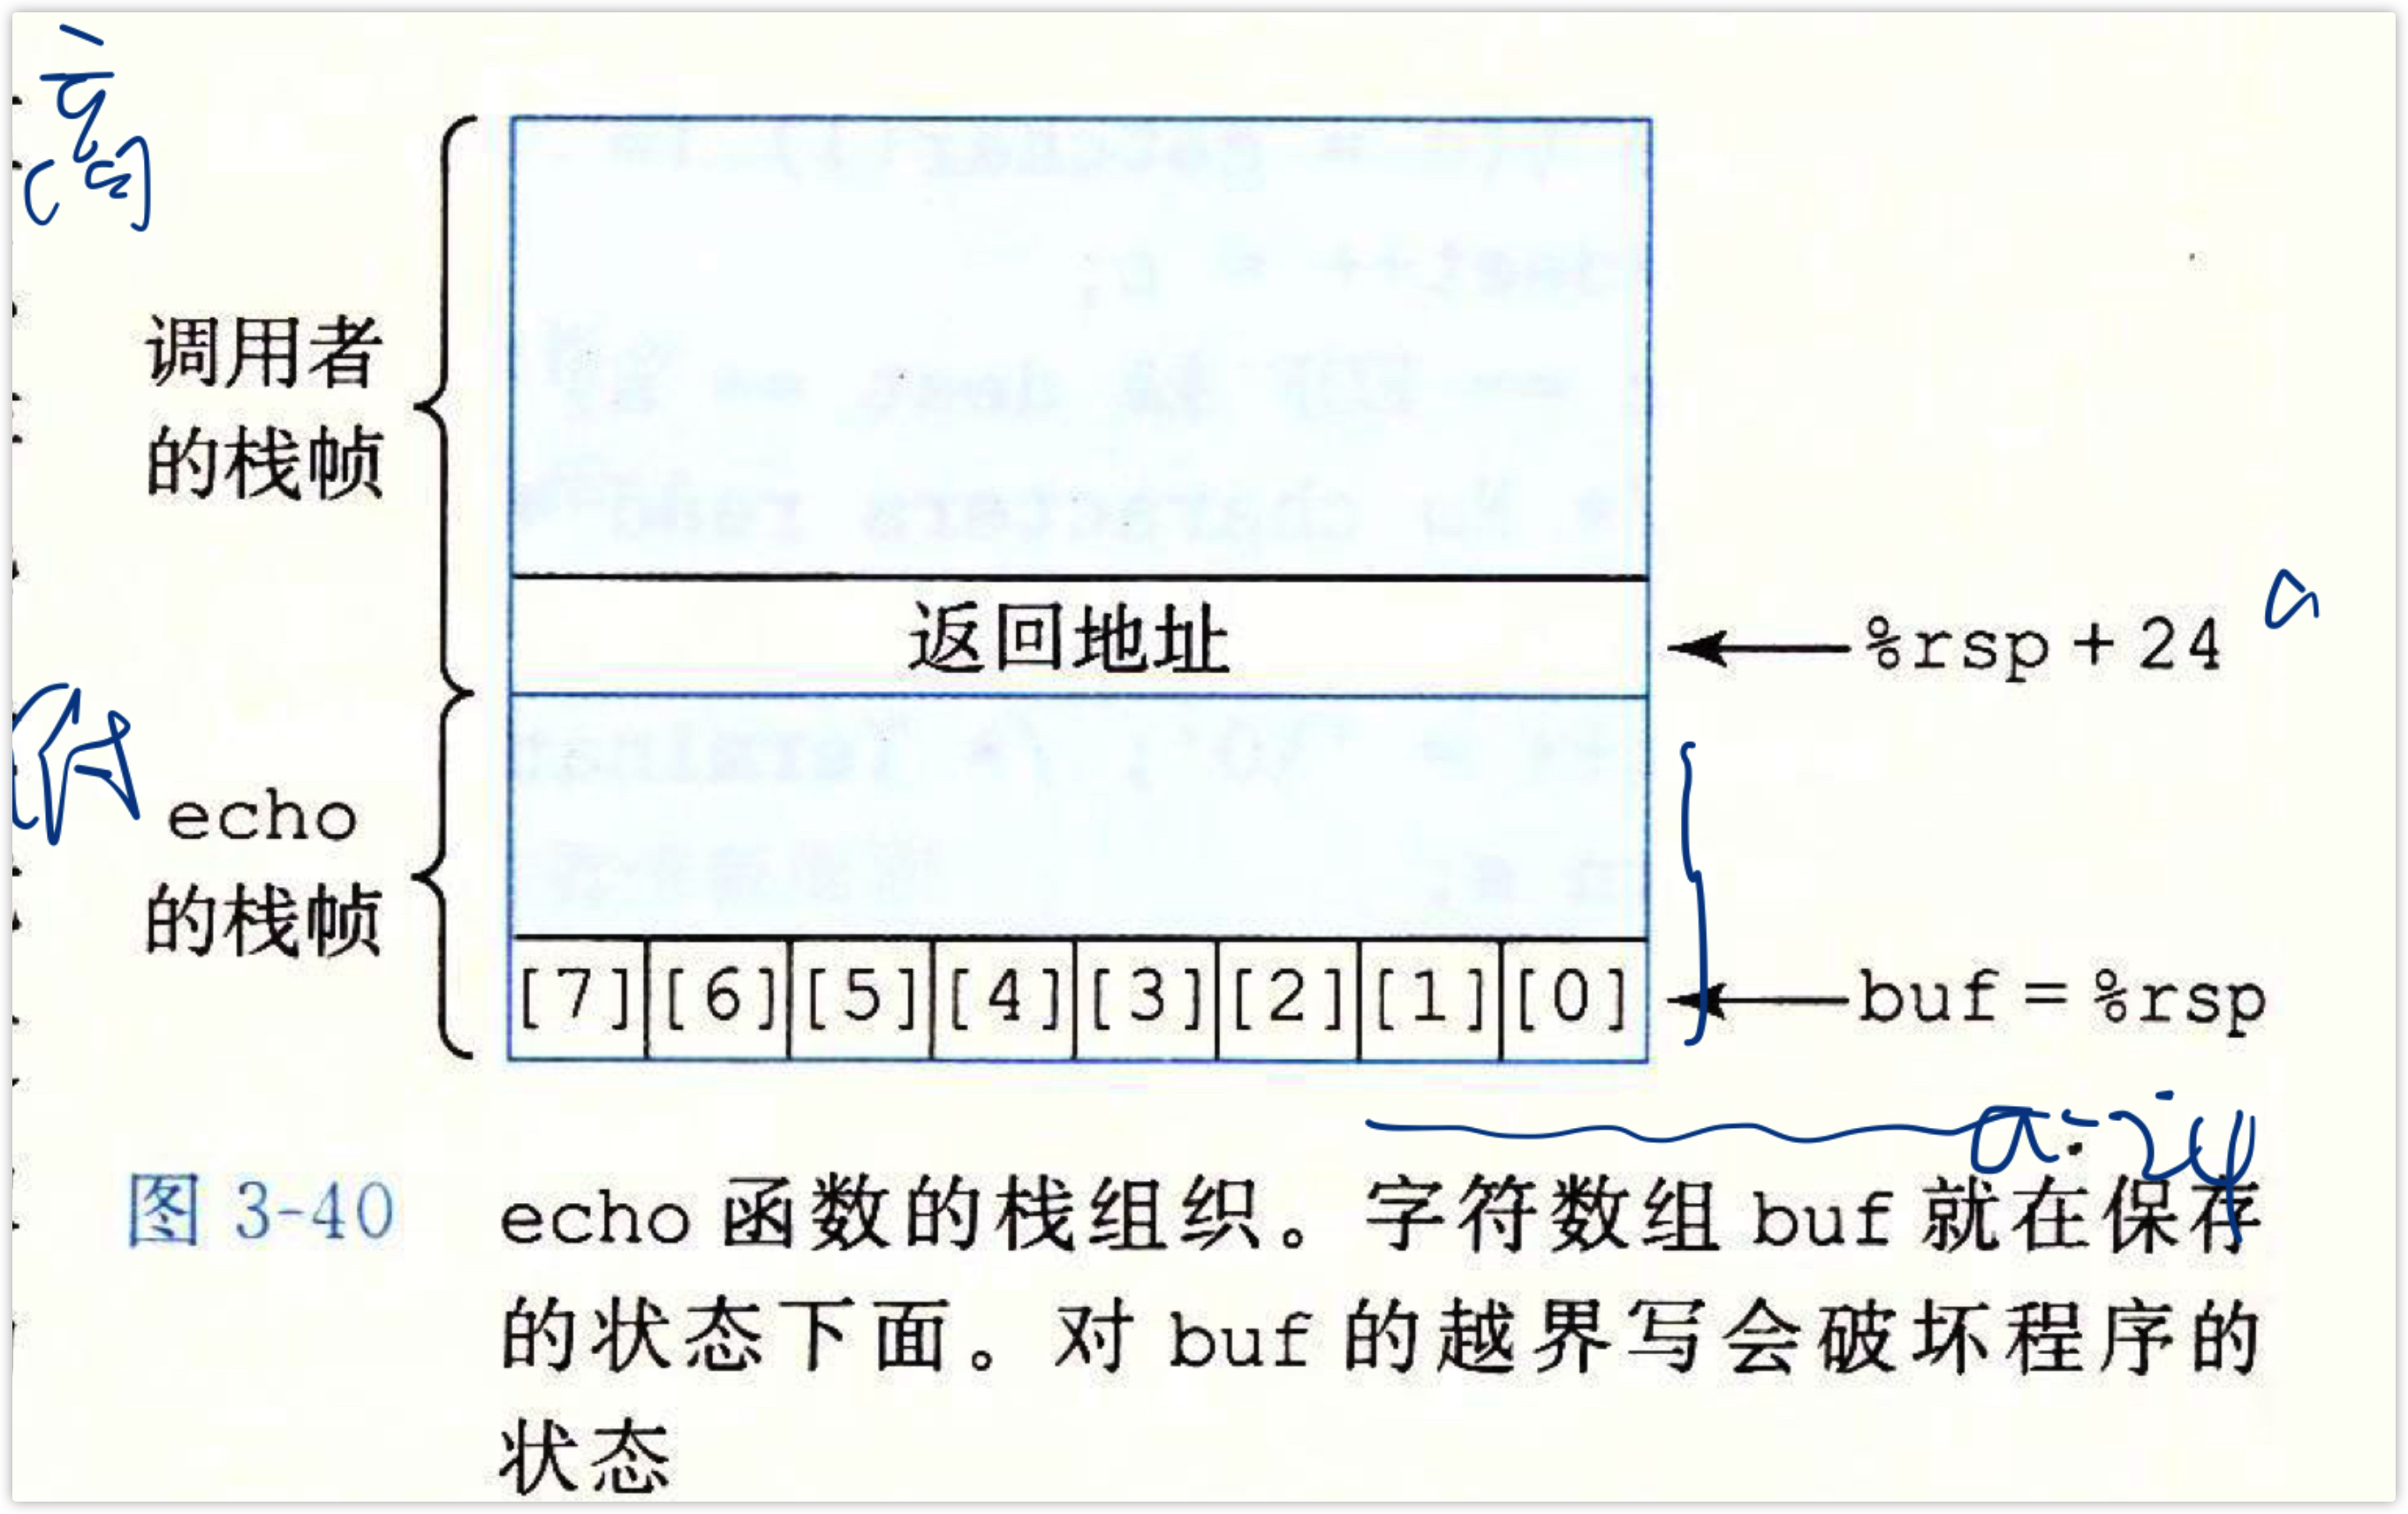 高
调用者
的栈帧
返回地址
%rsp + 24 a
低
echo
的栈帧
[7] [6] [5] [4] [3] [2] [1] [0]
buf = %rsp
a-24
图 3-40 echo 函数的栈组织。字符数组 buf 就在保存
的状态下面。对 buf 的越界写会破坏程序的
状态